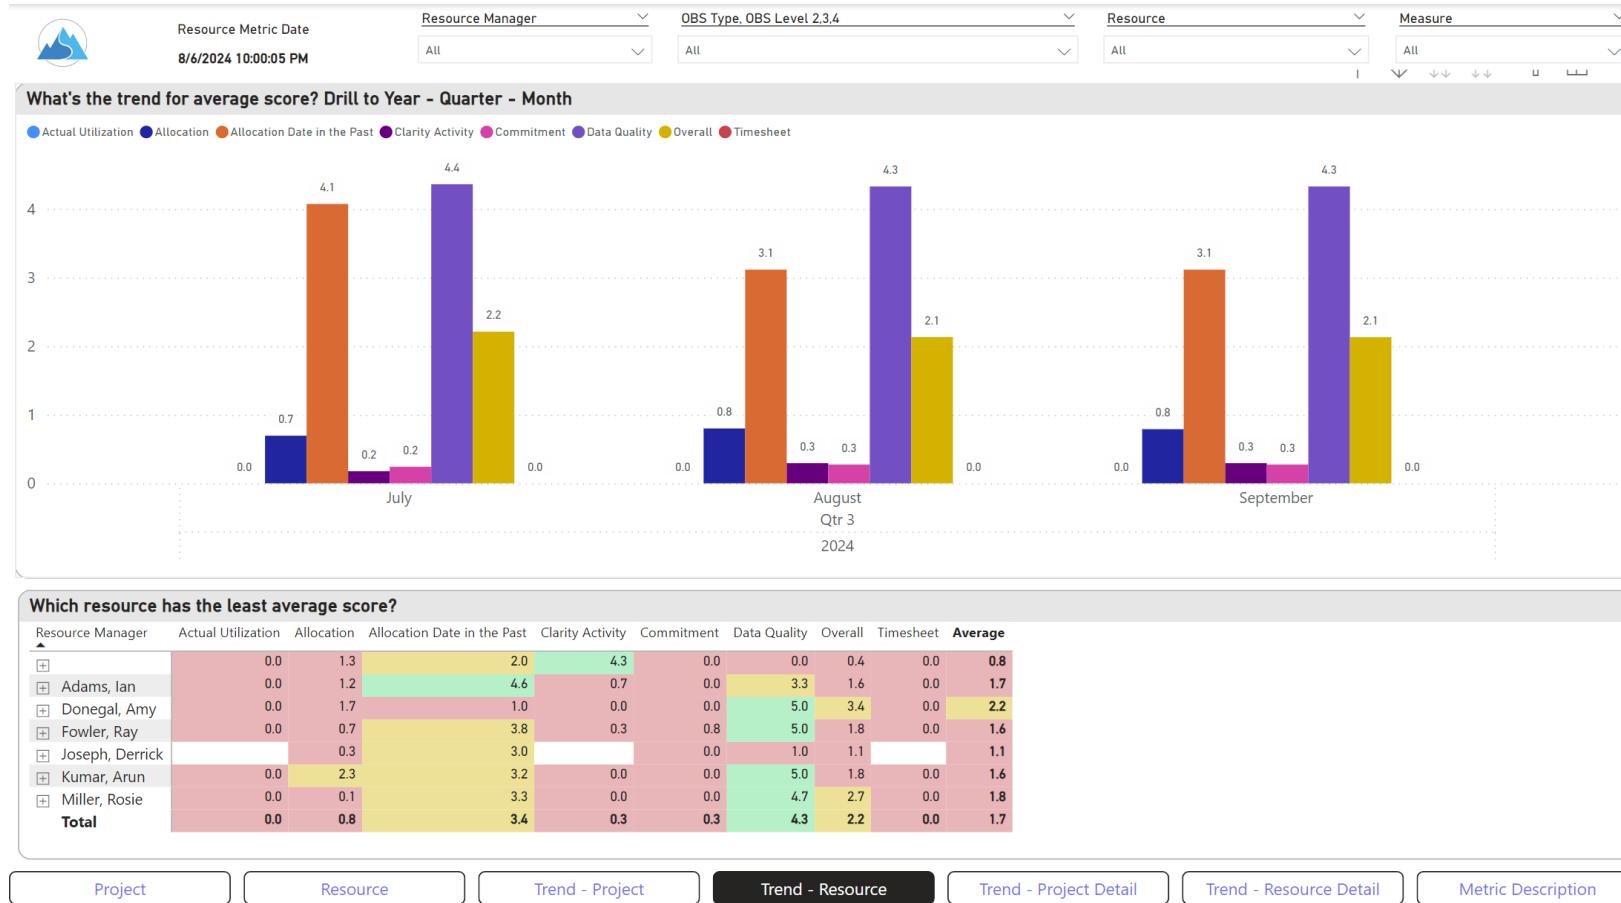 Resource Metric Date
8/6/2024 10:00:05 PM
Resource Manager
All
OBS Type, OBS Level 2,3,4
All
Resource
All
Measure
All
What's the trend for average score? Drill to Year - Quarter - Month
Actual Utilization Allocation Allocation Date in the Past Clarity Activity Commitment Data Quality Overall Timesheet
4
3
2
1
0
0.0 0.7 4.1 0.2 0.2 4.4 2.2 0.0
0.0 0.8 3.1 0.3 0.3 4.3 2.1 0.0
0.0 0.8 3.1 0.3 0.3 4.3 2.1 0.0
July August September
Qtr 3
2024
Which resource has the least average score?
Resource Manager Actual Utilization Allocation Allocation Date in the Past Clarity Activity Commitment Data Quality Overall Timesheet Average
0.0 1.3 2.0 4.3 0.0 0.0 0.4 0.0 0.8
Adams, Ian 0.0 1.2 4.6 0.7 0.0 3.3 1.6 0.0 1.7
Donegal, Amy 0.0 1.7 1.0 0.0 0.0 5.0 3.4 0.0 2.2
Fowler, Ray 0.0 0.7 3.8 0.3 0.8 5.0 1.8 0.0 1.6
Joseph, Derrick 0.3 3.0 0.0 1.0 1.1 1.1
Kumar, Arun 0.0 2.3 3.2 0.0 0.0 5.0 1.8 0.0 1.6
Miller, Rosie 0.0 0.1 3.3 0.0 0.0 4.7 2.7 0.0 1.8
Total 0.0 0.8 3.4 0.3 0.3 4.3 2.2 0.0 1.7
Project Resource Trend - Project Trend - Resource Trend - Project Detail Trend - Resource Detail Metric Description